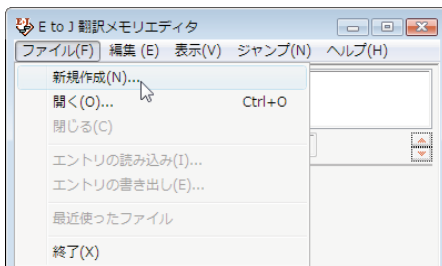 E to J 翻訳メモリエディタ
ファイル(F) 編集 (E) 表示(V) ジャンプ(N) ヘルプ(H)
新規作成(N)...
開く(O)... Ctrl+O
閉じる(C)
エントリの読み込み(I)...
エントリの書き出し(E)...
最近使ったファイル
終了(X)